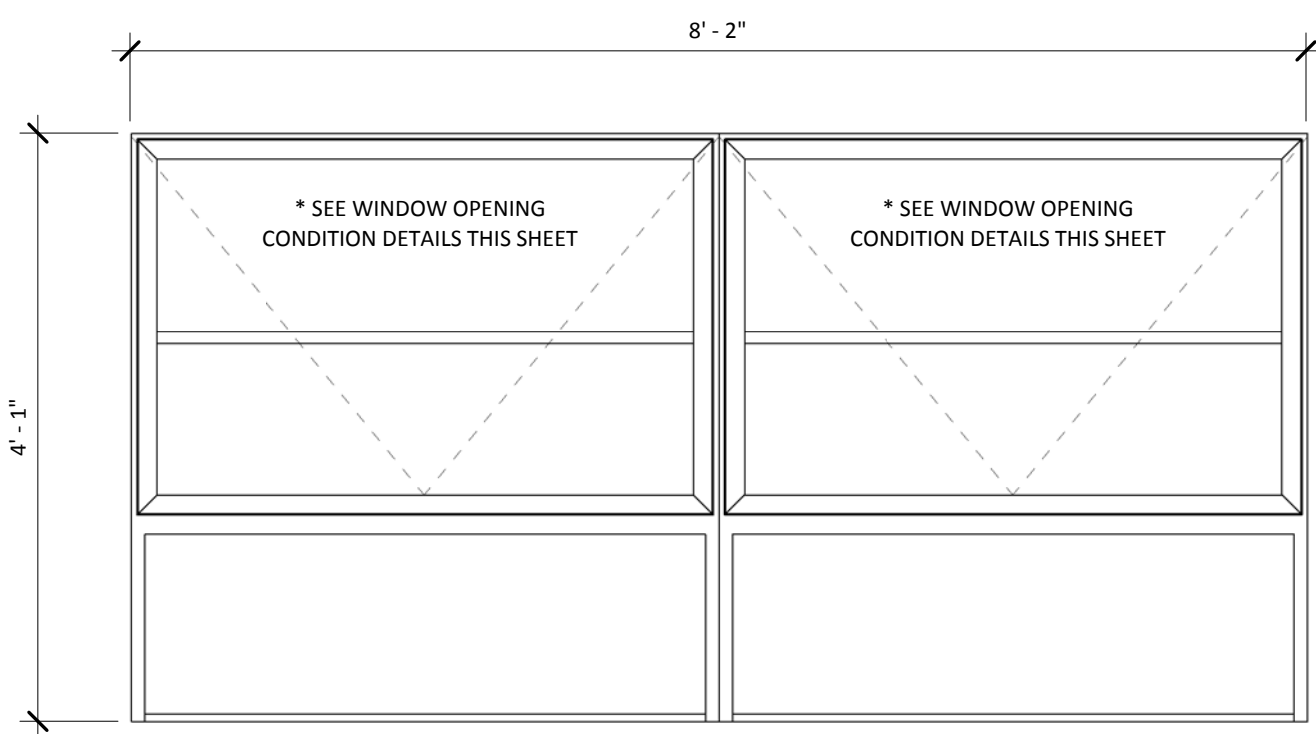 8' - 2"
* SEE WINDOW OPENING
CONDITION DETAILS THIS SHEET
* SEE WINDOW OPENING
CONDITION DETAILS THIS SHEET
4' - 1"